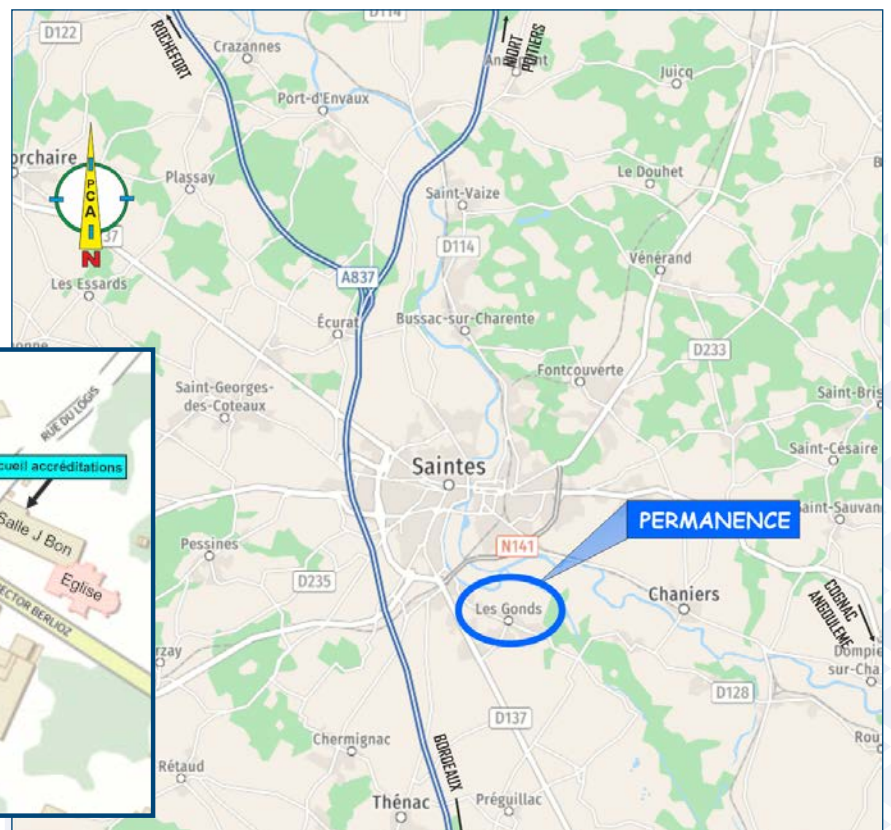 D122
D114
ROCHEFORT
Crazannes
NIORT
POITIERS
Juicq
Port-d'Envaux
orchaire
Plassay
Le Douhet
Saint-Vaize
P
C
A
37
N
D114
Vénérand
Les Essards
A837
Écurat
Bussac-sur-Charente
D233
Fontcouverte
Saint-Georges-
des-Coteaux
Saint-Bris
RUE DU LOGIS
cueil accréditations
Saintes
Saint-Césaire
Salle J Bon
PERMANENCE
aint-Sauvan
Pessines
N141
Eglise
D235
Les Gonds
Chaniers
COGNAC
ANGOULEME
ECTOR BERLIOZ
Dompie
sur-Cha
rzay
D128
D137
Chermignac
BORDEAUX
Rou
Rétaud
Thénac
Préguillac